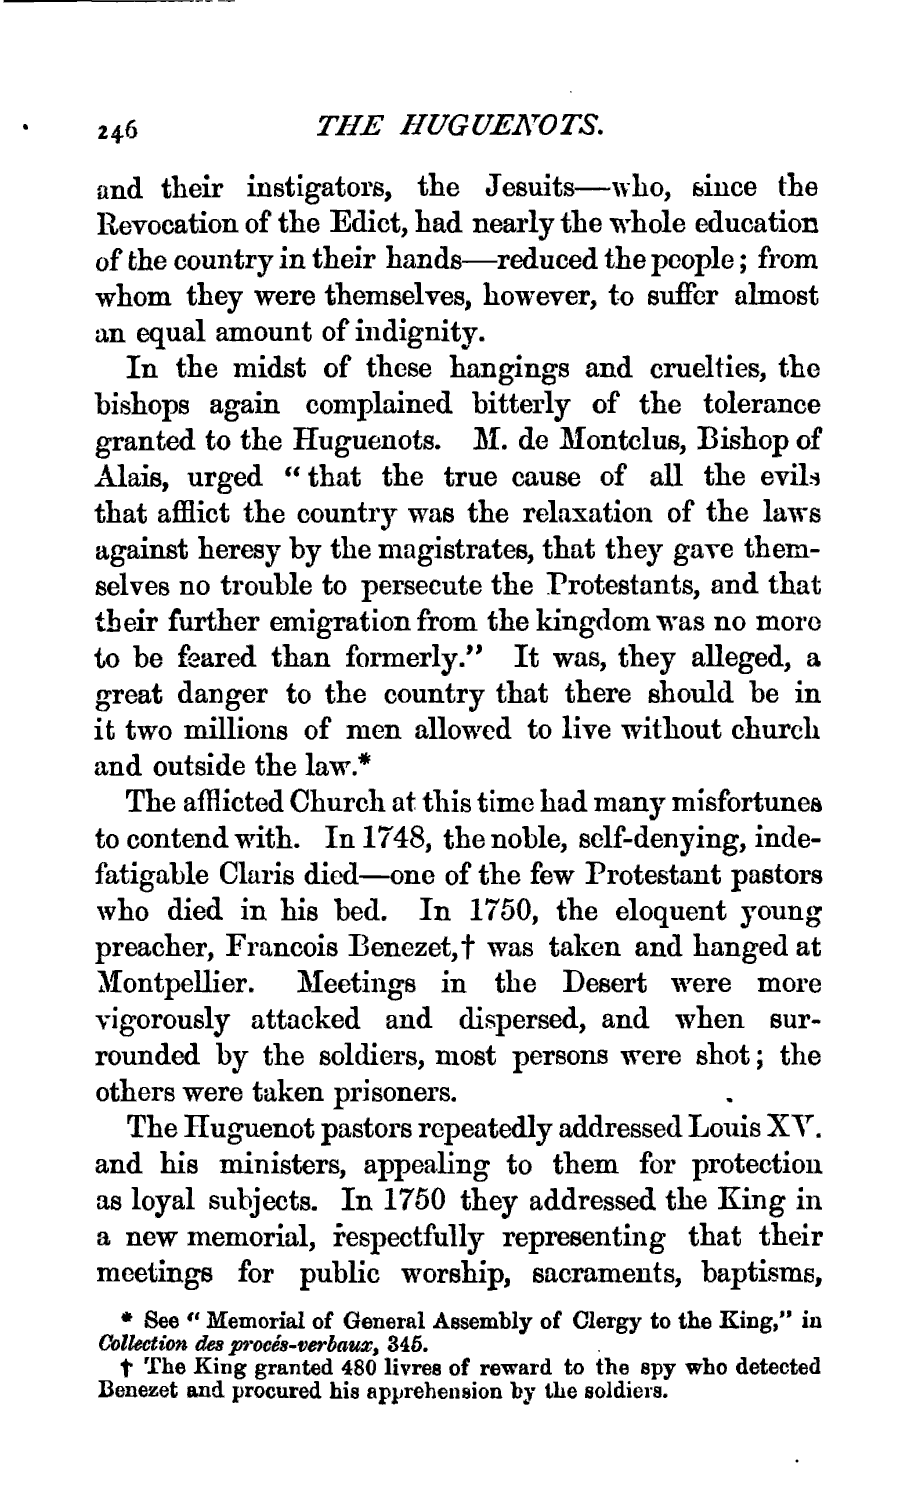 246 THE HUGUENOTS.
and their instigators, the Jesuits—who, since the
Revocation of the Edict, had nearly the whole education
of the country in their hands—reduced the people; from
whom they were themselves, however, to suffer almost
an equal amount of indignity.
In the midst of these hangings and cruelties, the
bishops again complained bitterly of the tolerance
granted to the Huguenots. M. de Montclus, Bishop of
Alais, urged “that the true cause of all the evils
that afflict the country was the relaxation of the laws
against heresy by the magistrates, that they gave them-
selves no trouble to persecute the Protestants, and that
their further emigration from the kingdom was no more
to be feared than formerly.” It was, they alleged, a
great danger to the country that there should be in
it two millions of men allowed to live without church
and outside the law.*
The afflicted Church at this time had many misfortunes
to contend with. In 1748, the noble, self-denying, inde-
fatigable Claris died—one of the few Protestant pastors
who died in his bed. In 1750, the eloquent young
preacher, Francois Benezet,† was taken and hanged at
Montpellier. Meetings in the Desert were more
vigorously attacked and dispersed, and when sur-
rounded by the soldiers, most persons were shot; the
others were taken prisoners.
The Huguenot pastors repeatedly addressed Louis XV.
and his ministers, appealing to them for protection
as loyal subjects. In 1750 they addressed the King in
a new memorial, respectfully representing that their
meetings for public worship, sacraments, baptisms,
* See “Memorial of General Assembly of Clergy to the King,” in
Collection des procés-verbaux, 345.
† The King granted 480 livres of reward to the spy who detected
Benezet and procured his apprehension by the soldiers.